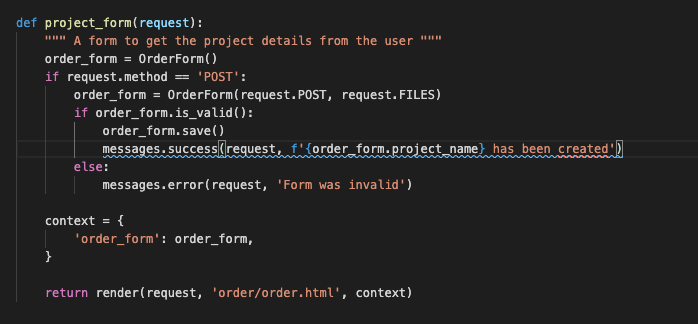 def project_form(request):
    """ A form to get the project details from the user """
    order_form = OrderForm()
    if request.method == 'POST':
        order_form = OrderForm(request.POST, request.FILES)
        if order_form.is_valid():
            order_form.save()
            messages.success(request, f'{order_form.project_name} has been created')
        else:
            messages.error(request, 'Form was invalid')

    context = {
        'order_form': order_form,
    }

    return render(request, 'order/order.html', context)